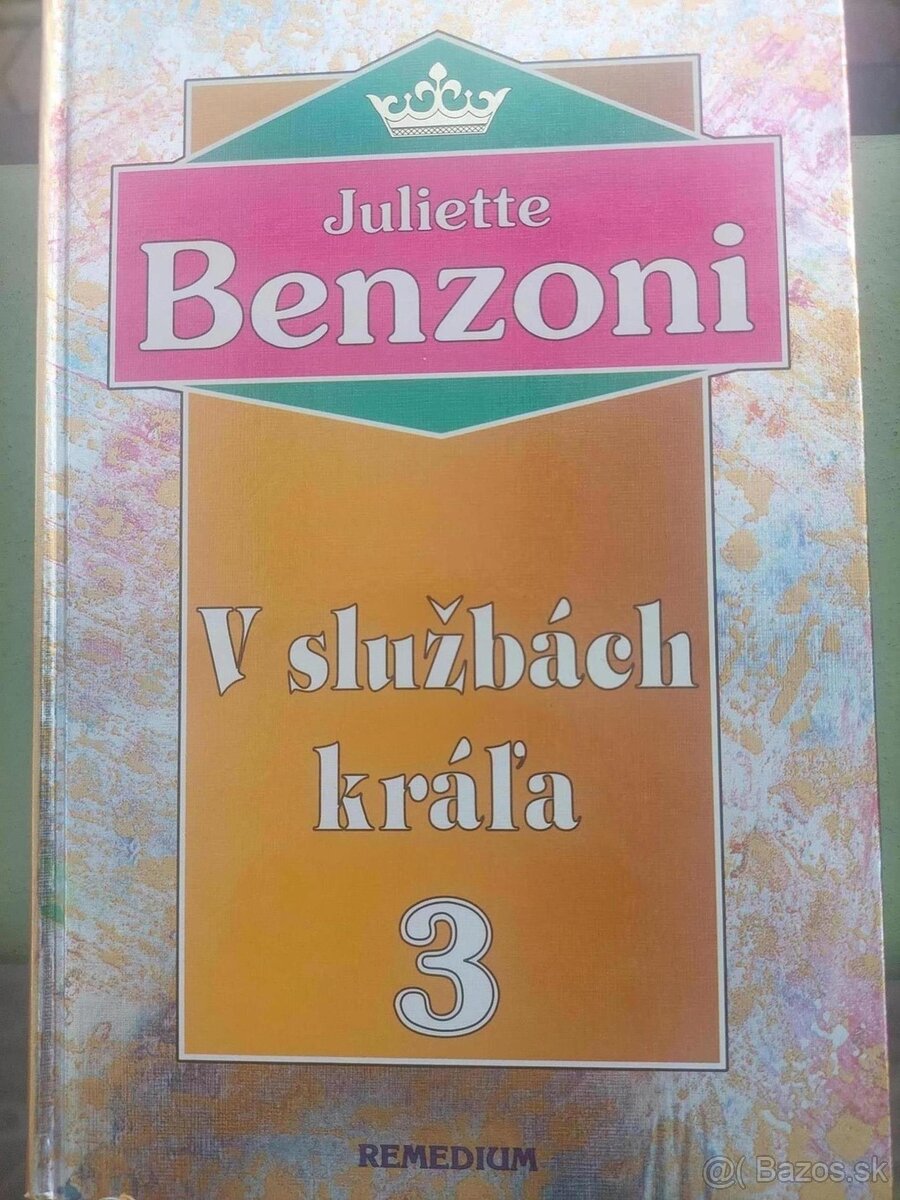 Juliette
Benzoni
V službách
kráľa
3
REMEDIUM
@( Bazos.sk